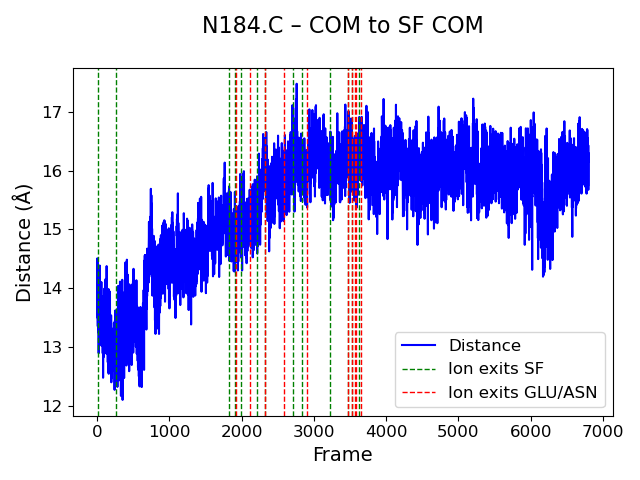 N184.C – COM to SF COM
17
16
15
14
13
12
Distance (Å)
Distance
Ion exits SF
Ion exits GLU/ASN
0 1000 2000 3000 4000 5000 6000 7000
Frame